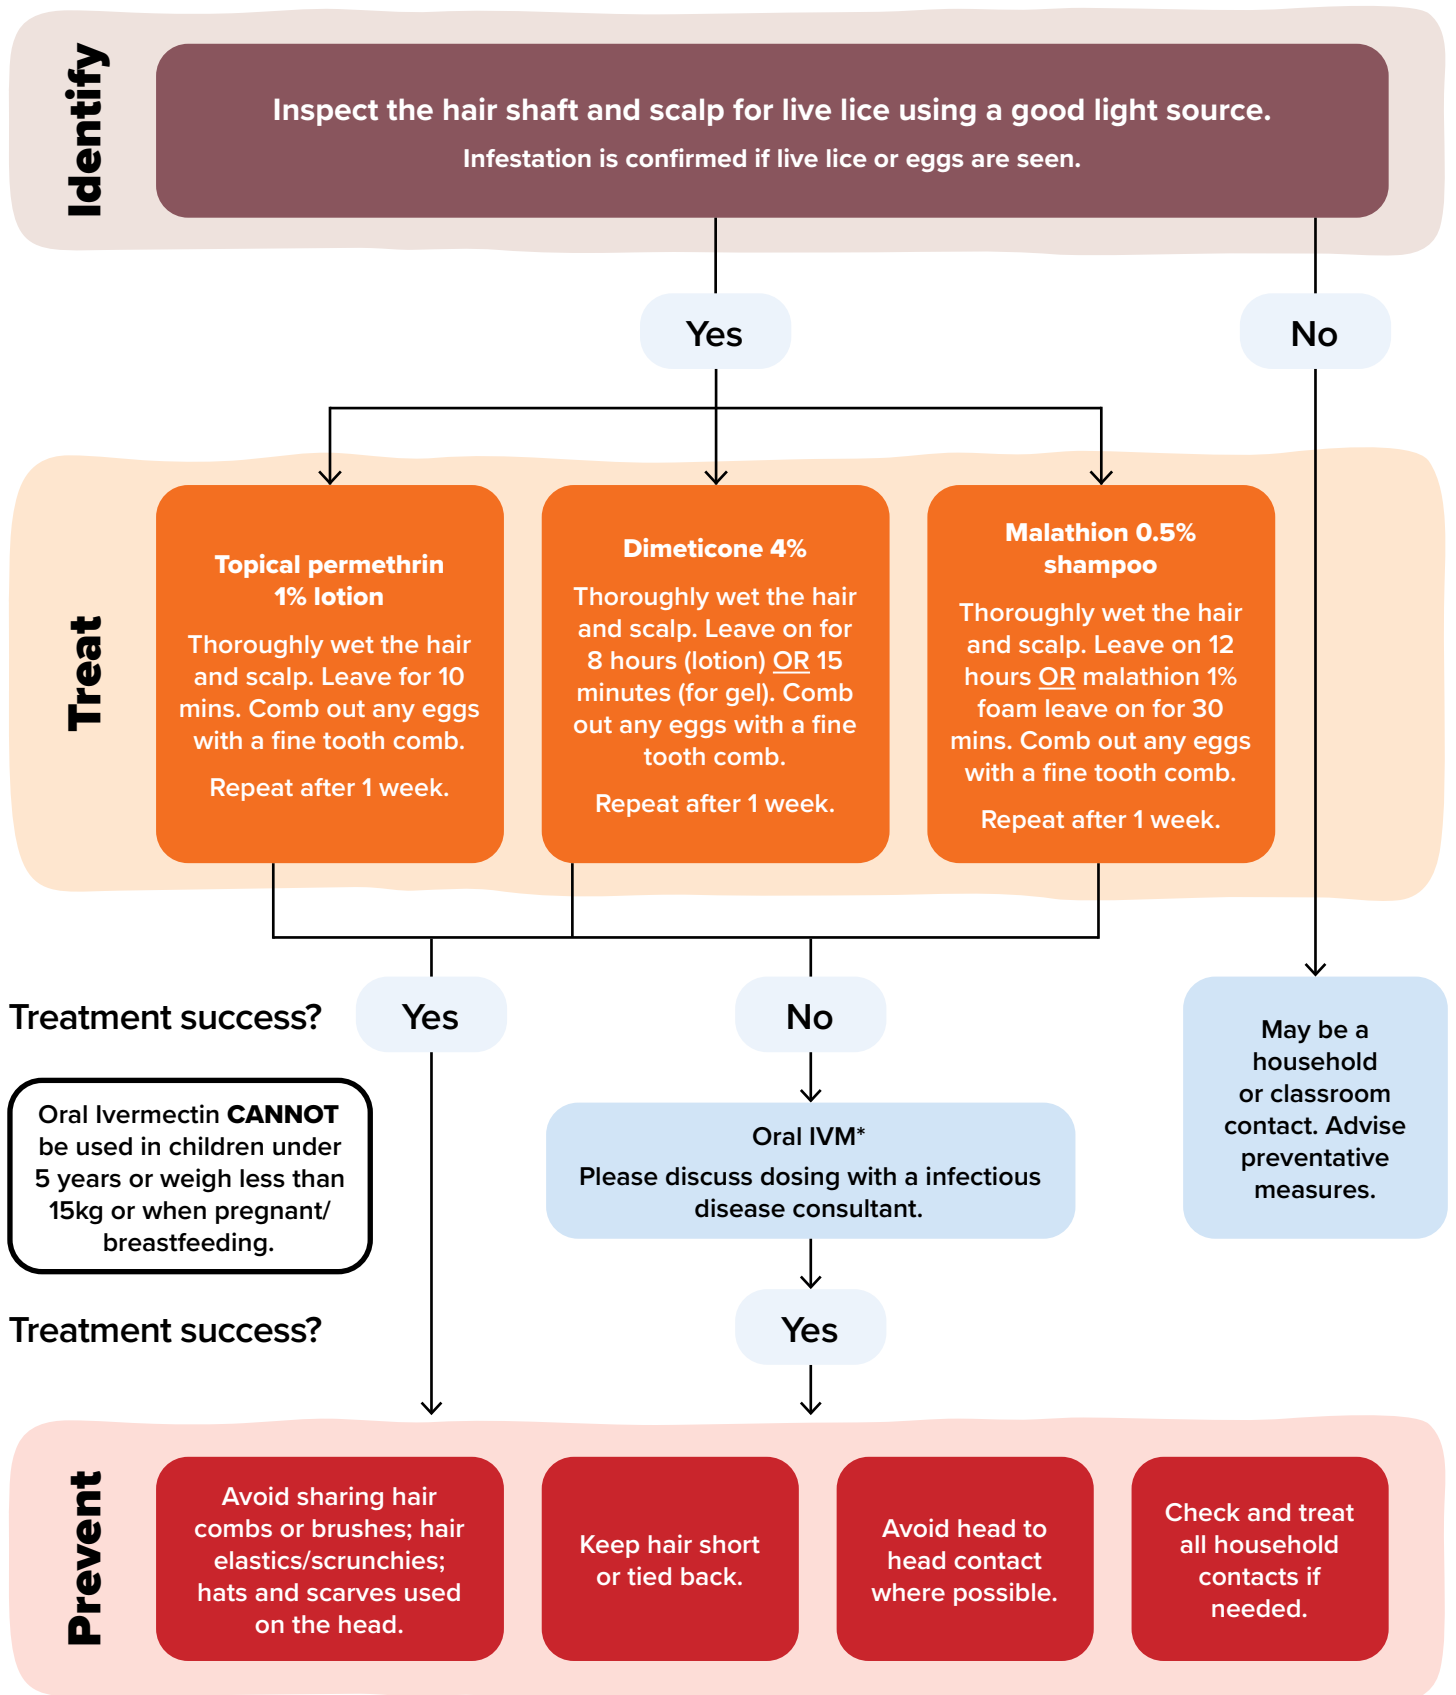 Identify
Inspect the hair shaft and scalp for live lice using a good light source.
Infestation is confirmed if live lice or eggs are seen.
Yes
No
Treat
Topical permethrin
1% lotion
Thoroughly wet the hair
and scalp. Leave for 10
mins. Comb out any eggs
with a fine tooth comb.
Repeat after 1 week.
Dimeticone 4%
Thoroughly wet the hair
and scalp. Leave on for
8 hours (lotion) OR 15
minutes (for gel). Comb
out any eggs with a fine
tooth comb.
Repeat after 1 week.
Malathion 0.5%
shampoo
Thoroughly wet the hair
and scalp. Leave on 12
hours OR malathion 1%
foam leave on for 30
mins. Comb out any eggs
with a fine tooth comb.
Repeat after 1 week.
Treatment success?
Yes
No
May be a
household
or classroom
contact. Advise
preventative
measures.
Oral Ivermectin CANNOT
be used in children under
5 years or weigh less than
15kg or when pregnant/
breastfeeding.
Oral IVM*
Please discuss dosing with a infectious
disease consultant.
Treatment success?
Yes
Prevent
Avoid sharing hair
combs or brushes; hair
elastics/scrunchies;
hats and scarves used
on the head.
Keep hair short
or tied back.
Avoid head to
head contact
where possible.
Check and treat
all household
contacts if
needed.